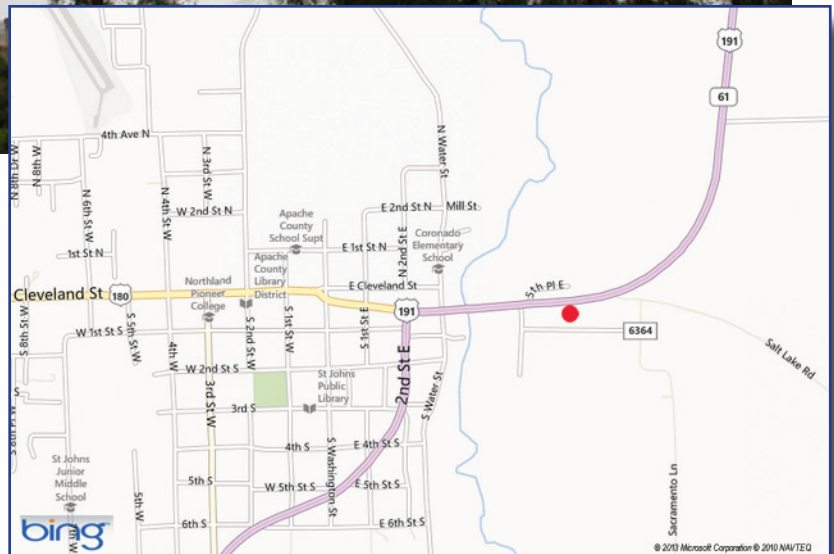 191
61
4th Ave N
N 8th Dr W
N 8th W
N 6th St W
N 4th St W
N 3rd St W
W 2nd St N
1st St N
Apache
County
School Supt
E 2nd St N
Mill St
N Water St
N 2nd St E
E 1st St N
Coronado
Elementary
School
Apache
County
Library
District
Northland
Pioneer
College
Cleveland St
180
E Cleveland St
191
5th Pl E
6364
Salt Lake Rd
W 1st St S
S 8th St W
S 5th St W
4th W
3rd St W
S 2nd St W
S 1st St W
S 1st St E
2nd St E
S Water St
W 2nd St S
St Johns
Public
Library
3rd S
S
S 8th Pl W
4th S
E 4th St S
S Washington St
5th S
W 5th St S
E 5th St S
St Johns
Junior
Middle
School
5th W
7th W
6th S
E 6th St S
Sacramento Ln
bing
© 2013 Microsoft Corporation © 2010 NAVTEQ